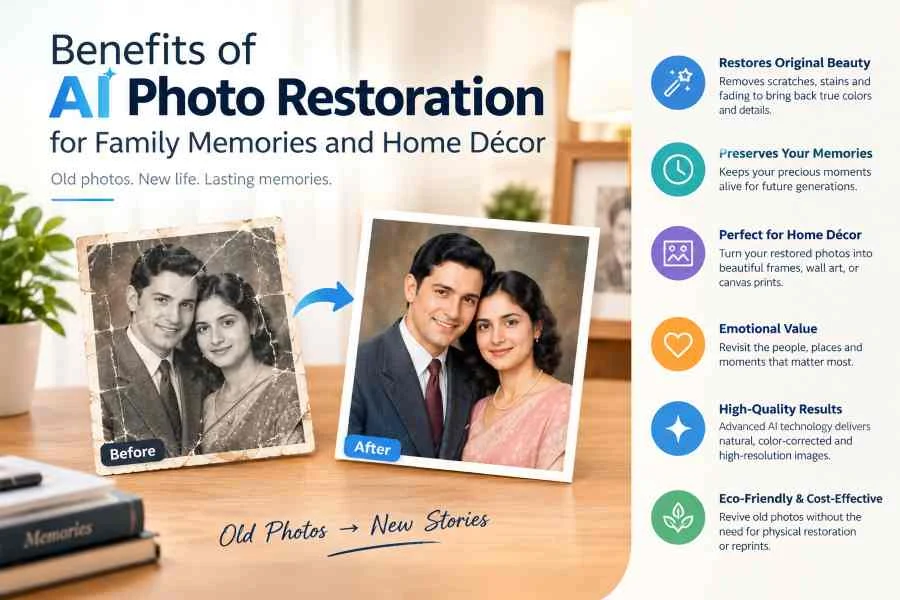 Benefits of
AI Photo Restoration
for Family Memories and Home Décor
Old photos. New life. Lasting memories.
Before
After
Memories
Old Photos → New Stories
Restores Original Beauty
Removes scratches, stains and
fading to bring back true colors
and details.
Preserves Your Memories
Keeps your precious moments
alive for future generations.
Perfect for Home Décor
Turn your restored photos into
beautiful frames, wall art, or
canvas prints.
Emotional Value
Revisit the people, places and
moments that matter most.
High-Quality Results
Advanced AI technology delivers
natural, color-corrected and
high-resolution images.
Eco-Friendly & Cost-Effective
Revive old photos without the
need for physical restoration
or reprints.